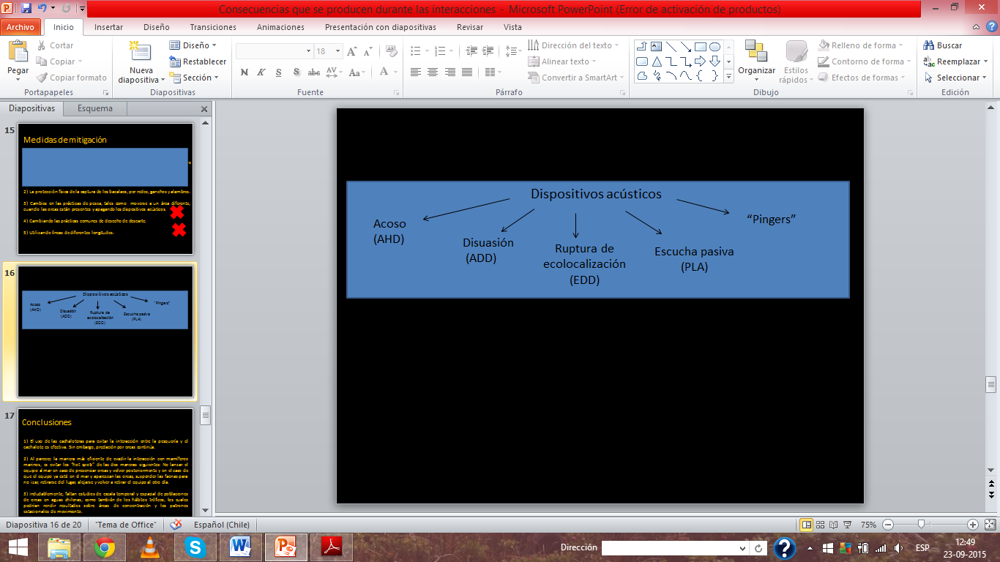 Consecuencias que se producen durante las interacciones - Microsoft PowerPoint (Error de activación de productos)
Archivo Inicio Insertar Diseño Transiciones Animaciones Presentación con diapositivas Revisar Vista
Pegar
Cortar
Copiar
Copiar formato
Portapapeles
Nueva diapositiva
Diseño
Restablecer
Sección
Diapositivas
18
N K S S abc AV Aa A
Fuente
Dirección del texto
Alinear texto
Convertir a SmartArt
Párrafo
Organizar
Estilos rápidos
Relleno de forma
Contorno de forma
Efectos de formas
Dibujo
Buscar
Reemplazar
Seleccionar
Edición
Diapositivas Esquema
15
Medidas de mitigación
2) La protección física de la captura de los bacalaos, por redes, ganchos y alambres.
3) Cambios en las prácticas de pesca, tales como moverse a un área diferente,
cuando las orcas están presentes y apagando los dispositivos acústicos.
4) Cambiando las prácticas comunes de desecho de descarte.
5) Utilizando líneas de diferentes longitudes.
16
Dispositivos acústicos
Acoso
(AHD)
Disuasión
(ADD)
Ruptura de
ecolocalización
(EDD)
Escucha pasiva
(PLA)
"Pingers"
17
Conclusiones
1) El uso de las cachaloteras para evitar la interacción entre la pesquería y el
cachalote es efectiva. Sin embargo, predación por orcas continúa.
2) Al parecer, la manera más eficiente de evadir la interacción con mamíferos
marinos, es evitar los "hot spots" de las dos maneras siguientes: No lanzar el
equipo al mar en caso de presenciar orcas y volver posteriormente y en el caso de
que el equipo ya esté en el mar y aparezcan las orcas, suspender las faenas para
no izar, retirarse del lugar, alejarse y volver a retirar el equipo al otro día.
3) Indudablemente, faltan estudios de escala temporal y espacial de poblaciones
de orcas en aguas chilenas, como también de los hábitos tróficos, los cuales
podrían rendir resultados sobre áreas de concentración y los patrones
estacionales de movimiento.
Dispositivos acústicos
Acoso
(AHD)
Disuasión
(ADD)
Ruptura de
ecolocalización
(EDD)
Escucha pasiva
(PLA)
“Pingers”
Diapositiva 16 de 20 "Tema de Office" Español (Chile) 75%
Dirección ESP 12:49
23-09-2015